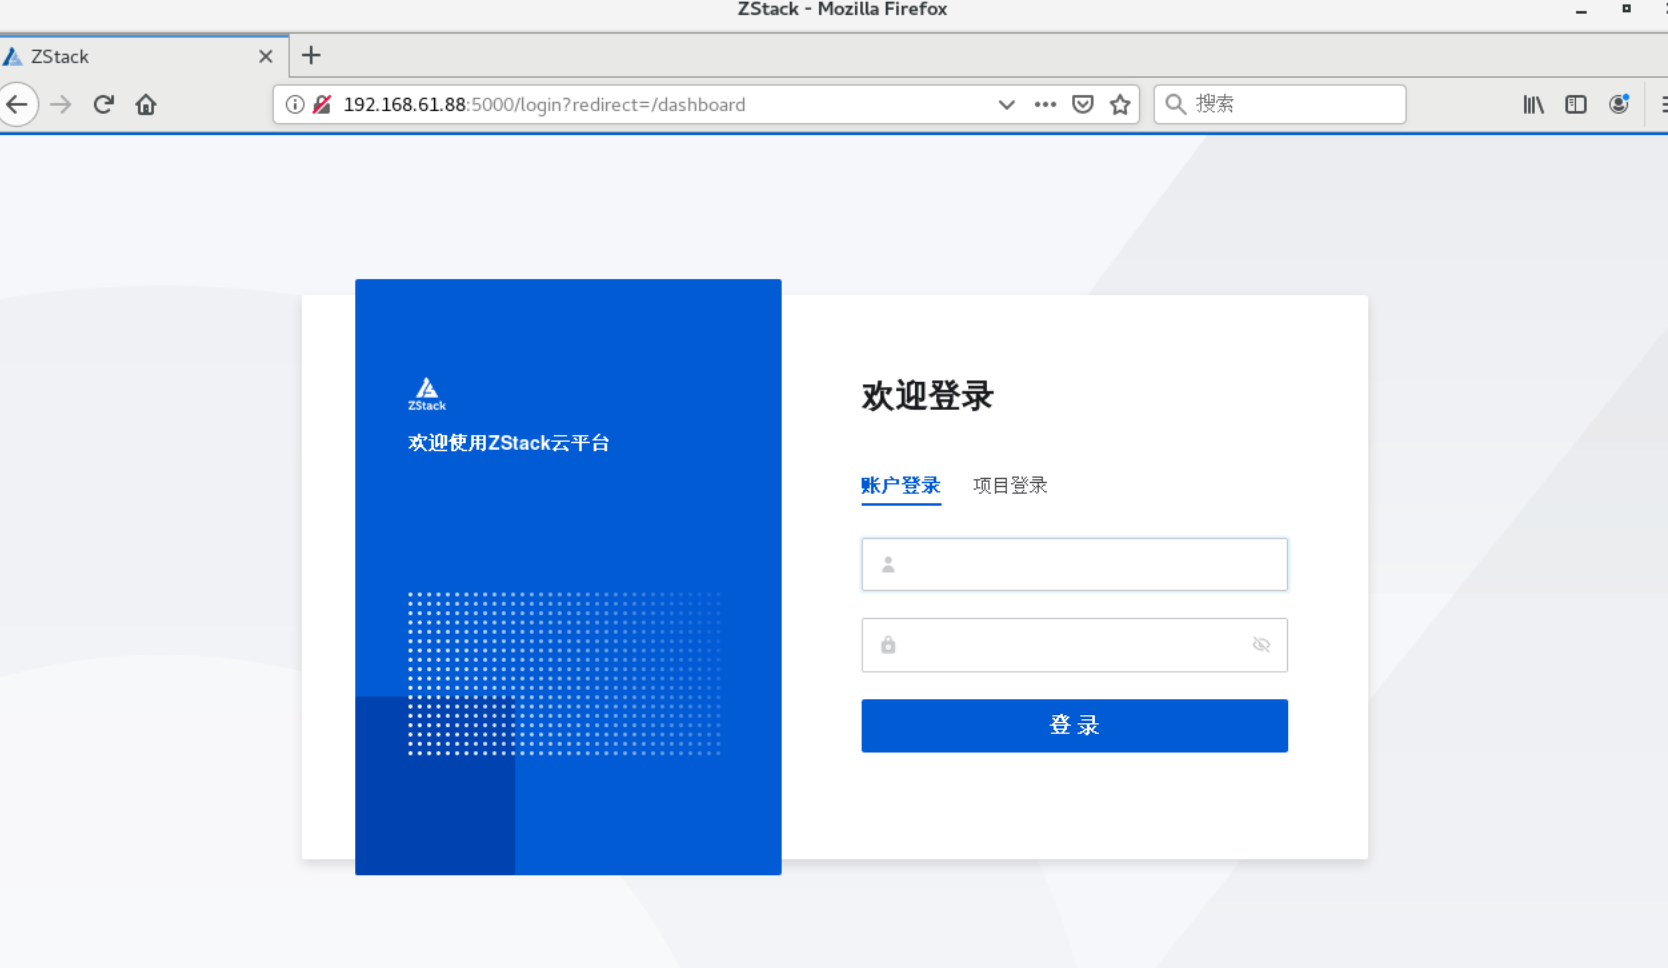 ZStack - Mozilla Firefox
ZStack
192.168.61.88:5000/login?redirect=/dashboard
搜索
ZStack
欢迎使用ZStack云平台
欢迎登录
账户登录 项目登录
登 录